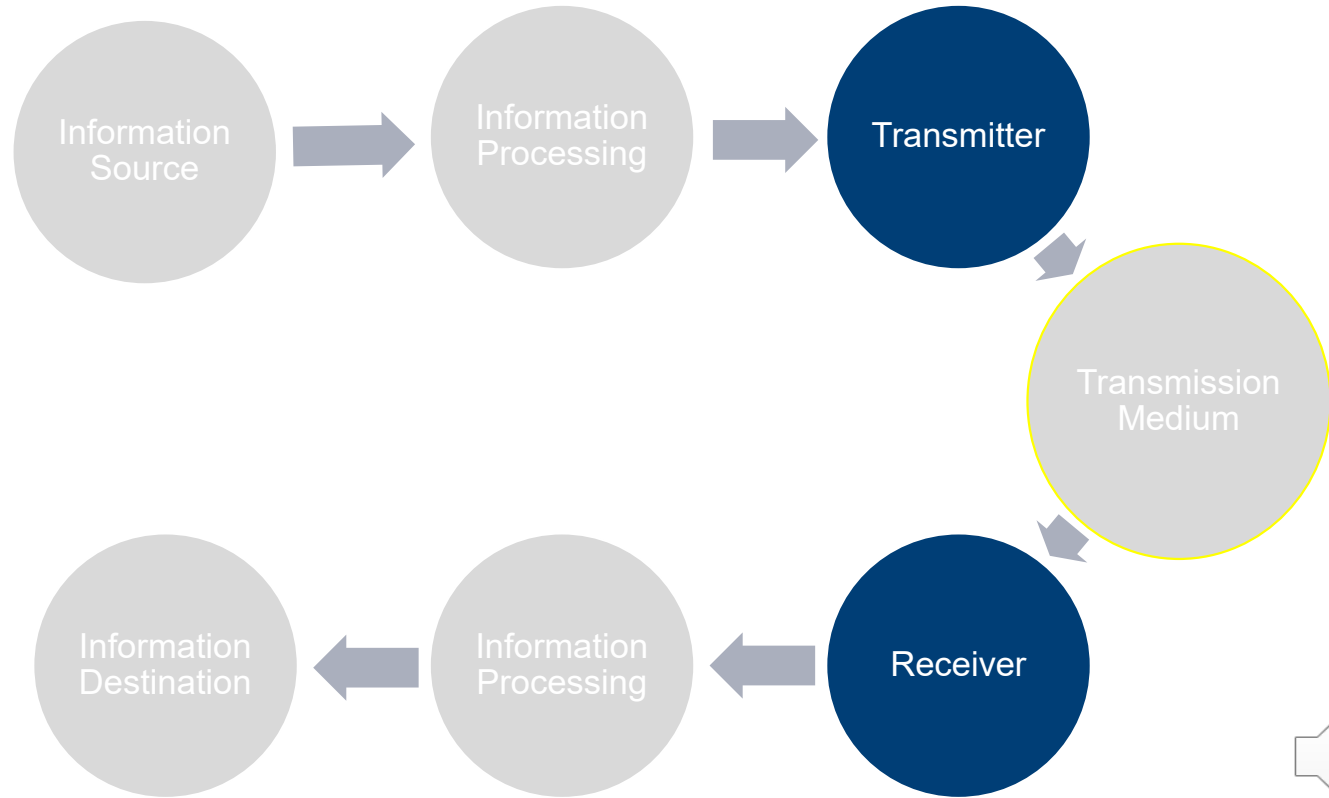 Information
Source
Information
Processing
Transmitter
Transmission
Medium
Receiver
Information
Processing
Information
Destination